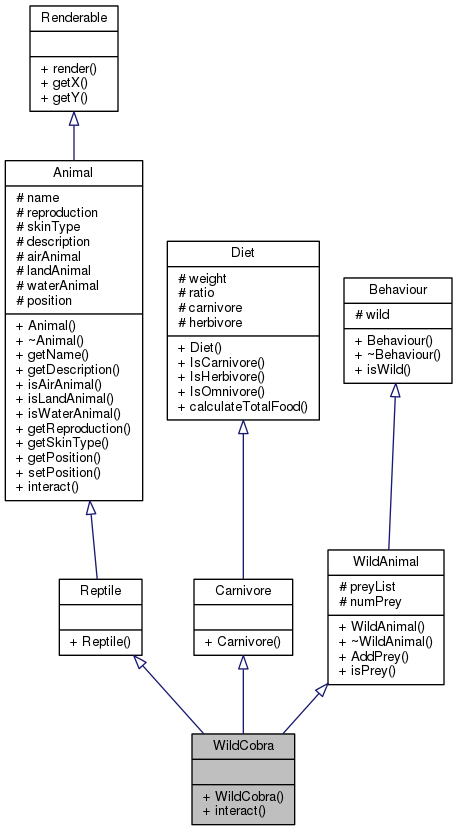 Renderable
+ render()
+ getX()
+ getY()
Animal
# name
# reproduction
# skinType
# description
# airAnimal
# landAnimal
# waterAnimal
# position
+ Animal()
+ ~Animal()
+ getName()
+ getDescription()
+ isAirAnimal()
+ isLandAnimal()
+ isWaterAnimal()
+ getReproduction()
+ getSkinType()
+ getPosition()
+ setPosition()
+ interact()
Diet
# weight
# ratio
# carnivore
# herbivore
+ Diet()
+ IsCarnivore()
+ IsHerbivore()
+ IsOmnivore()
+ calculateTotalFood()
Behaviour
# wild
+ Behaviour()
+ ~Behaviour()
+ isWild()
Reptile
+ Reptile()
Carnivore
+ Carnivore()
WildAnimal
# preyList
# numPrey
+ WildAnimal()
+ ~WildAnimal()
+ AddPrey()
+ isPrey()
WildCobra
+ WildCobra()
+ interact()